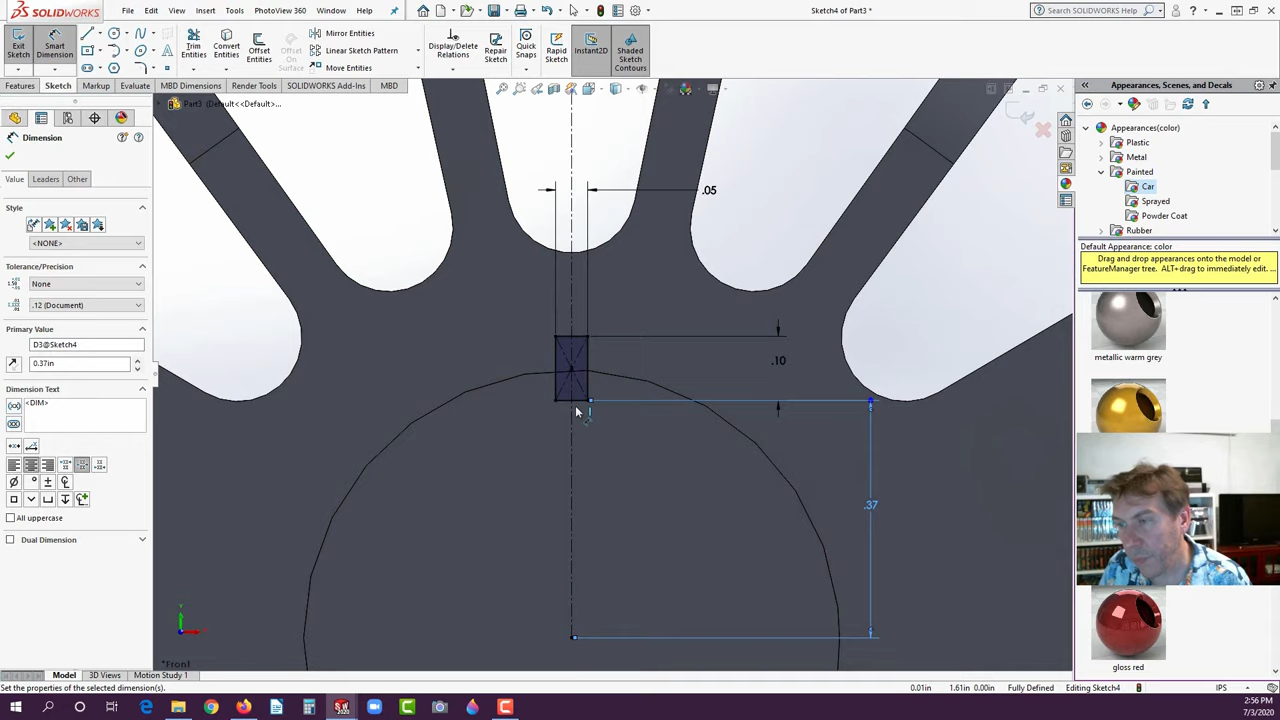 SOLIDWORKS File Edit View Insert Tools PhotoView 360 Window Help Sketch4 of Part3 * Search SOLIDWORKS Help
Exit Sketch Smart Dimension Trim Entities Convert Entities Offset Entities Offset On Surface Mirror Entities Linear Sketch Pattern Move Entities Display/Delete Relations Repair Sketch Quick Snaps Rapid Sketch Instant2D Shaded Sketch Contours
Features Sketch Markup Evaluate MBD Dimensions Render Tools SOLIDWORKS Add-Ins MBD
Appearances, Scenes, and Decals
Part3 (Default<<Default>...
Dimension
Value Leaders Other
Style
<NONE>
Tolerance/Precision
None
.12 (Document)
Primary Value
D3@Sketch4
0.37in
Dimension Text
<DIM>
All uppercase
Dual Dimension
.05
.10
.37
*Front
Appearances(color)
Plastic
Metal
Painted
Car
Sprayed
Powder Coat
Rubber
Default Appearance: color
Drag and drop appearances onto the model or
FeatureManager tree. ALT+drag to immediately edit. ...
metallic warm grey
gloss red
Model 3D Views Motion Study 1
Set the properties of the selected dimension(s). 0.01in 1.61in 0.00in Fully Defined Editing Sketch4 IPS
2:56 PM
7/3/2020